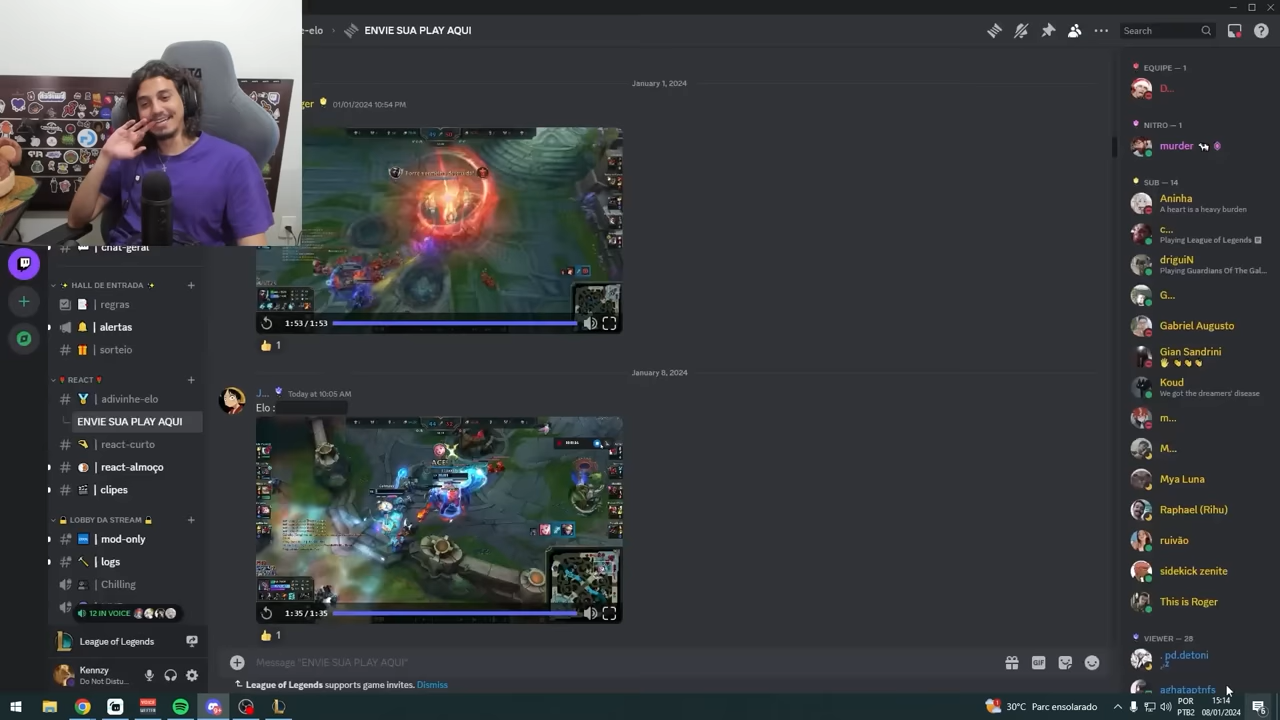 e-elo › ENVIE SUA PLAY AQUI
Search
January 1, 2024
ger 01/01/2024 10:54 PM
1:53 / 1:53
👍 1
January 8, 2024
J... Today at 10:05 AM
Elo :
ACE
1:35 / 1:35
👍 1
Message "ENVIE SUA PLAY AQUI"
GIF
League of Legends supports game invites. Dismiss
chat-geral
HALL DE ENTRADA
regras
alertas
sorteio
REACT
adivinhe-elo
ENVIE SUA PLAY AQUI
react-curto
react-almoço
clipes
LOBBY DA STREAM
mod-only
logs
Chilling
12 IN VOICE
League of Legends
Kennzy
Do Not Distu...
EQUIPE — 1
D...
NITRO — 1
murder
SUB — 14
Aninha
A heart is a heavy burden
c...
Playing League of Legends
driguiN
Playing Guardians Of The Gal...
G...
Gabriel Augusto
Gian Sandrini
Koud
We got the dreamers' disease
m...
M...
Mya Luna
Raphael (Rihu)
ruivão
sidekick zenite
This is Roger
VIEWER — 28
. pd.detoni
aghataptnfs
30°C Parc ensolarado
POR
PTB2
15:14
08/01/2024